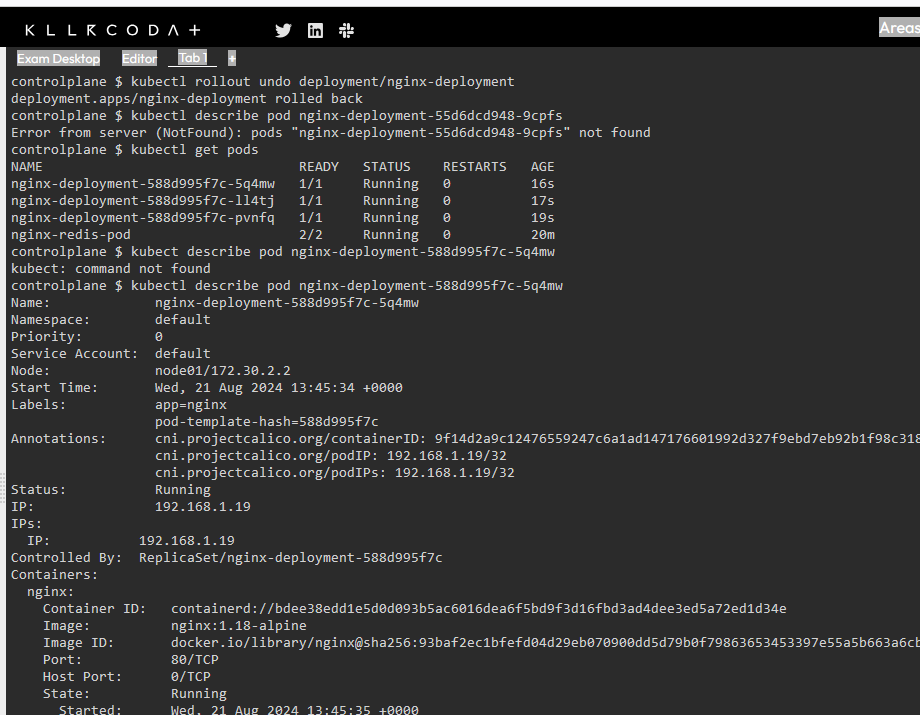 KILLERCODA+
Areas
Exam Desktop Editor Tab 1 +
controlplane $ kubectl rollout undo deployment/nginx-deployment
deployment.apps/nginx-deployment rolled back
controlplane $ kubectl describe pod nginx-deployment-55d6dcd948-9cpfs
Error from server (NotFound): pods "nginx-deployment-55d6dcd948-9cpfs" not found
controlplane $ kubectl get pods
NAME READY STATUS RESTARTS AGE
nginx-deployment-588d995f7c-5q4mw 1/1 Running 0 16s
nginx-deployment-588d995f7c-ll4tj 1/1 Running 0 17s
nginx-deployment-588d995f7c-pvnfq 1/1 Running 0 19s
nginx-redis-pod 2/2 Running 0 20m
controlplane $ kubect describe pod nginx-deployment-588d995f7c-5q4mw
kubect: command not found
controlplane $ kubectl describe pod nginx-deployment-588d995f7c-5q4mw
Name: nginx-deployment-588d995f7c-5q4mw
Namespace: default
Priority: 0
Service Account: default
Node: node01/172.30.2.2
Start Time: Wed, 21 Aug 2024 13:45:34 +0000
Labels: app=nginx
pod-template-hash=588d995f7c
Annotations: cni.projectcalico.org/containerID: 9f14d2a9c12476559247c6a1ad147176601992d327f9ebd7eb92b1f98c318
cni.projectcalico.org/podIP: 192.168.1.19/32
cni.projectcalico.org/podIPs: 192.168.1.19/32
Status: Running
IP: 192.168.1.19
IPs:
IP: 192.168.1.19
Controlled By: ReplicaSet/nginx-deployment-588d995f7c
Containers:
nginx:
Container ID: containerd://bdee38edd1e5d0d093b5ac6016dea6f5bd9f3d16fbd3ad4dee3ed5a72ed1d34e
Image: nginx:1.18-alpine
Image ID: docker.io/library/nginx@sha256:93baf2ec1bfefd04d29eb070900dd5d79b0f79863653453397e55a5b663a6cb
Port: 80/TCP
Host Port: 0/TCP
State: Running
Started: Wed, 21 Aug 2024 13:45:35 +0000